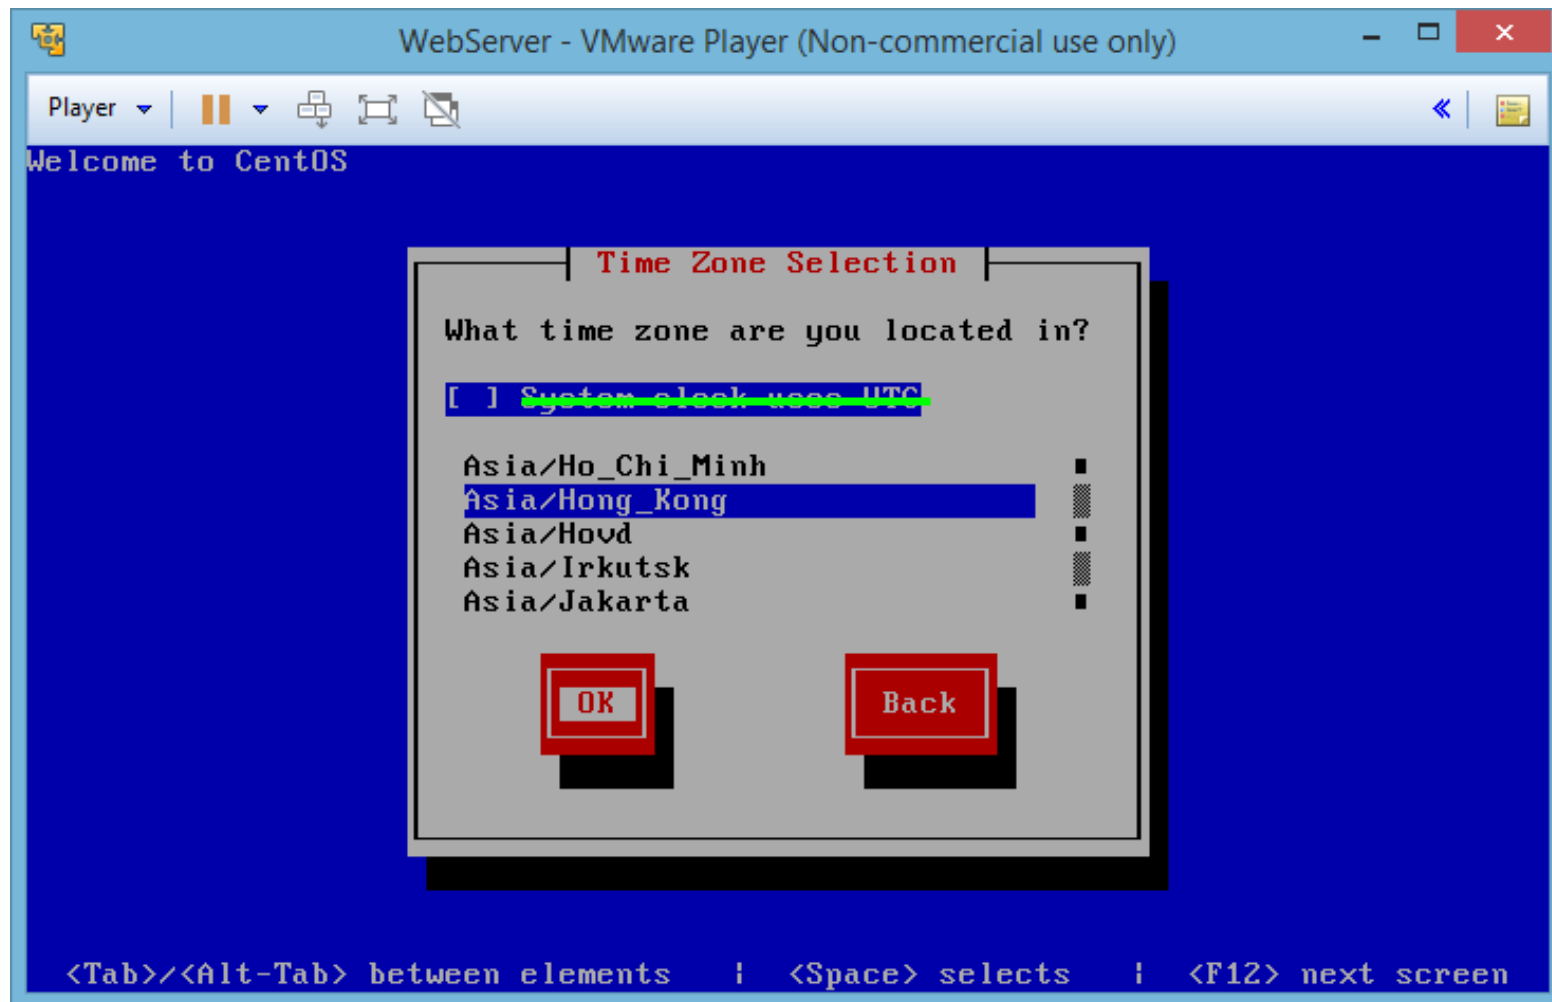 WebServer - VMware Player (Non-commercial use only)
Player
Welcome to CentOS
Time Zone Selection
What time zone are you located in?
[ ] System clock uses UTC
Asia/Ho_Chi_Minh
Asia/Hong_Kong
Asia/Hovd
Asia/Irkutsk
Asia/Jakarta
OK Back
<Tab>/<Alt-Tab> between elements | <Space> selects | <F12> next screen